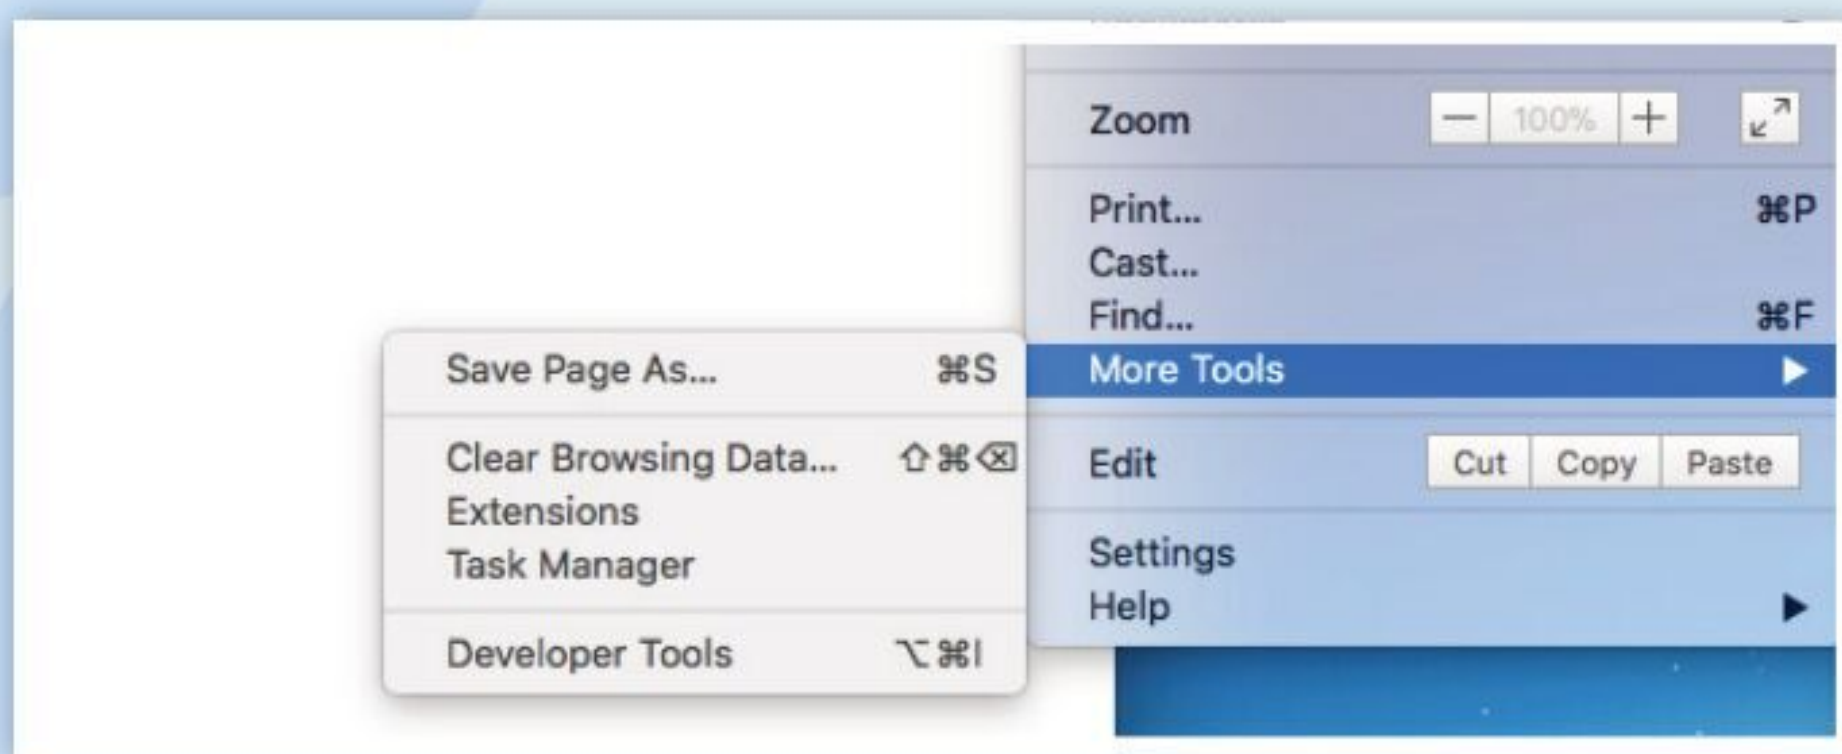 Zoom − 100% +
Print... ⌘P
Cast...
Find... ⌘F
More Tools ▶
Save Page As... ⌘S
Clear Browsing Data... ⇧⌘⌫
Extensions
Task Manager
Developer Tools ⌥⌘I
Edit Cut Copy Paste
Settings
Help ▶